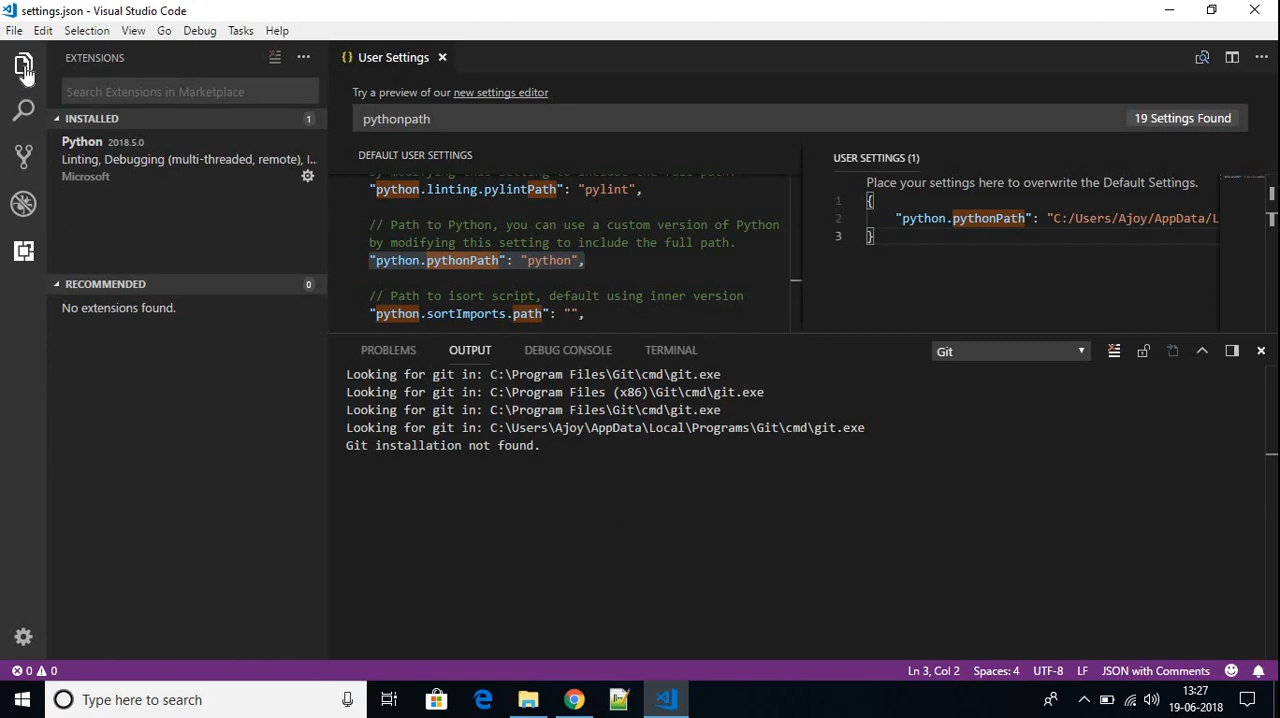 settings.json - Visual Studio Code
File Edit Selection View Go Debug Tasks Help
EXTENSIONS
Search Extensions in Marketplace
INSTALLED 1
Python 2018.5.0
Linting, Debugging (multi-threaded, remote), I...
Microsoft
RECOMMENDED 0
No extensions found.
{} User Settings
Try a preview of our new settings editor
pythonpath 19 Settings Found
DEFAULT USER SETTINGS
by modifying this setting to include the full path.
"python.linting.pylintPath": "pylint",
// Path to Python, you can use a custom version of Python
by modifying this setting to include the full path.
"python.pythonPath": "python",
// Path to isort script, default using inner version
"python.sortImports.path": "",
USER SETTINGS (1)
Place your settings here to overwrite the Default Settings.
1 {
2 "python.pythonPath": "C:/Users/Ajoy/AppData/L
3 }
PROBLEMS OUTPUT DEBUG CONSOLE TERMINAL Git
Looking for git in: C:\Program Files\Git\cmd\git.exe
Looking for git in: C:\Program Files (x86)\Git\cmd\git.exe
Looking for git in: C:\Program Files\Git\cmd\git.exe
Looking for git in: C:\Users\Ajoy\AppData\Local\Programs\Git\cmd\git.exe
Git installation not found.
0 0 Ln 3, Col 2 Spaces: 4 UTF-8 LF JSON with Comments
Type here to search
13:27
19-06-2018